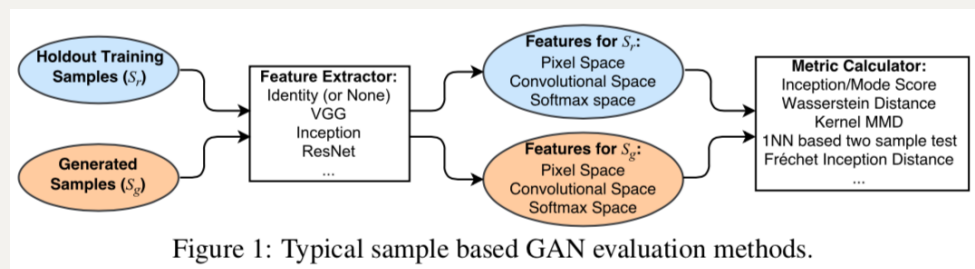 Holdout Training
Samples (Sr)
Generated
Samples (Sg)
Feature Extractor:
Identity (or None)
VGG
Inception
ResNet
...
Features for Sr:
Pixel Space
Convolutional Space
Softmax space
Features for Sg:
Pixel Space
Convolutional Space
Softmax Space
Metric Calculator:
Inception/Mode Score
Wasserstein Distance
Kernel MMD
1NN based two sample test
Fréchet Inception Distance
...
Figure 1: Typical sample based GAN evaluation methods.